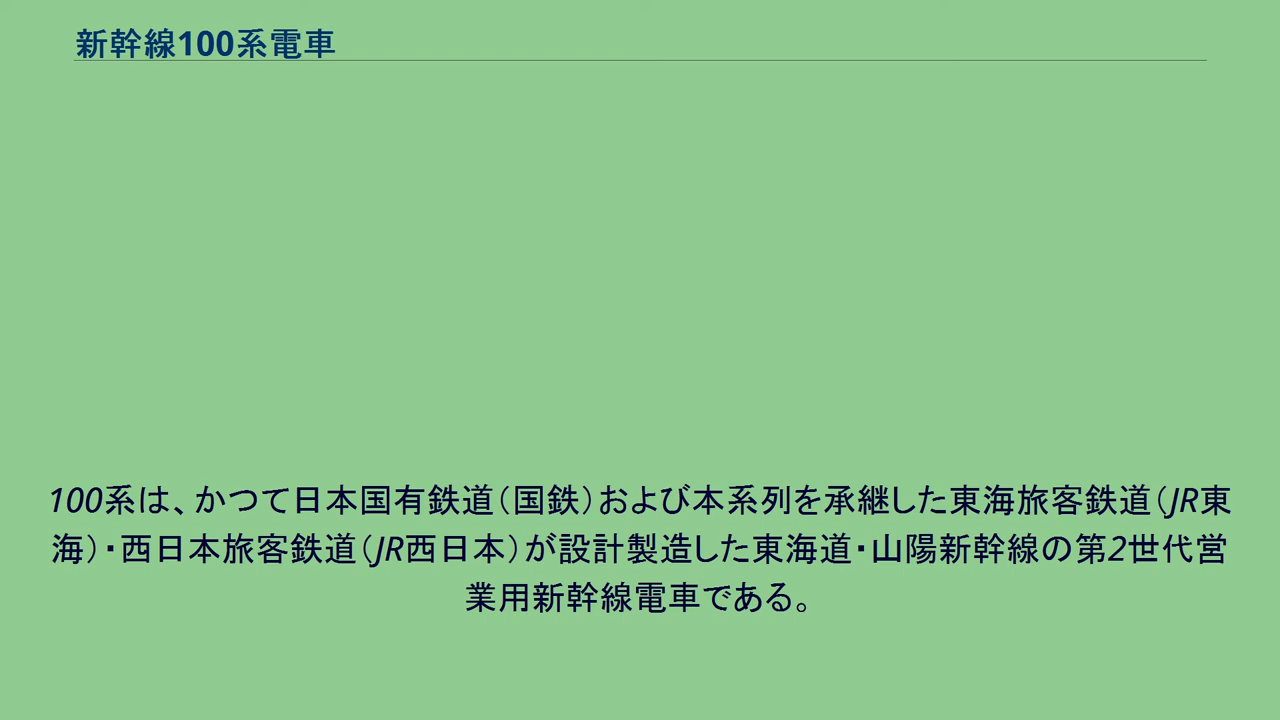 新幹線100系電車
100系は、かつて日本国有鉄道（国鉄）および本系列を承継した東海旅客鉄道（JR東
海）・西日本旅客鉄道（JR西日本）が設計製造した東海道・山陽新幹線の第2世代営
業用新幹線電車である。